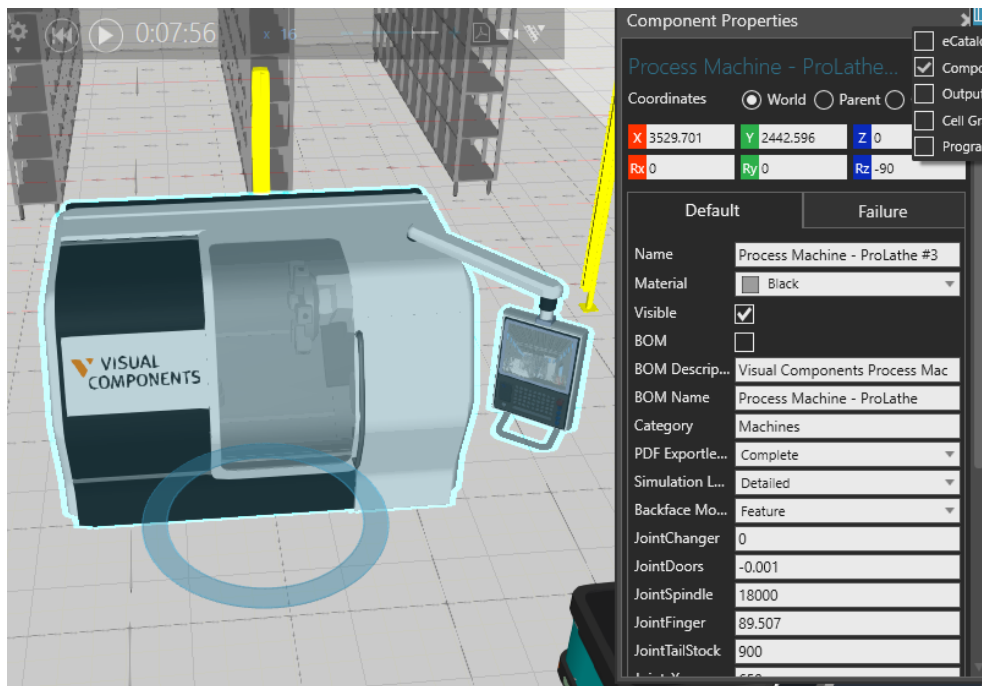 0:07:56
x 16
Component Properties
Process Machine - ProLathe...
Coordinates
World
Parent
X 3529.701
Y 2442.596
Z 0
Rx 0
Ry 0
Rz -90
eCatal
Compo
Output
Cell Gr
Progra
Default
Failure
Name
Process Machine - ProLathe #3
Material
Black
Visible
BOM
BOM Descrip...
Visual Components Process Mac
BOM Name
Process Machine - ProLathe
Category
Machines
PDF Exportle...
Complete
Simulation L...
Detailed
Backface Mo...
Feature
JointChanger
0
JointDoors
-0.001
JointSpindle
18000
JointFinger
89.507
JointTailStock
900
VISUAL
COMPONENTS